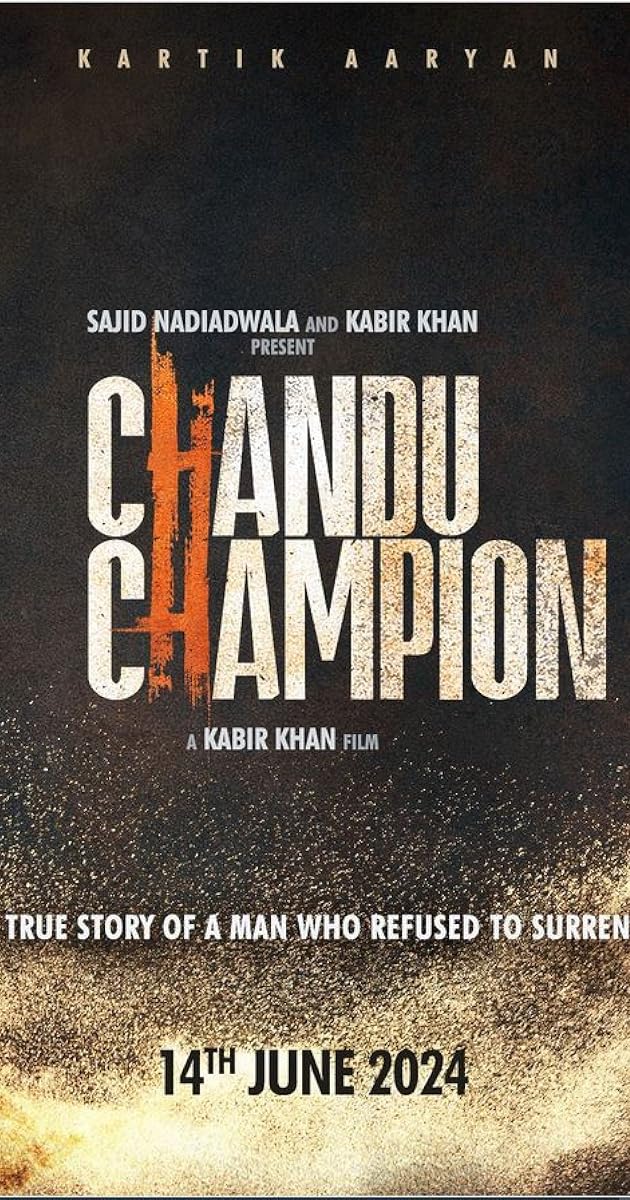 KARTIK AARYAN
SAJID NADIADWALA AND KABIR KHAN
PRESENT
CHANDU
CHAMPION
A KABIR KHAN FILM
TRUE STORY OF A MAN WHO REFUSED TO SURREN
14TH JUNE 2024